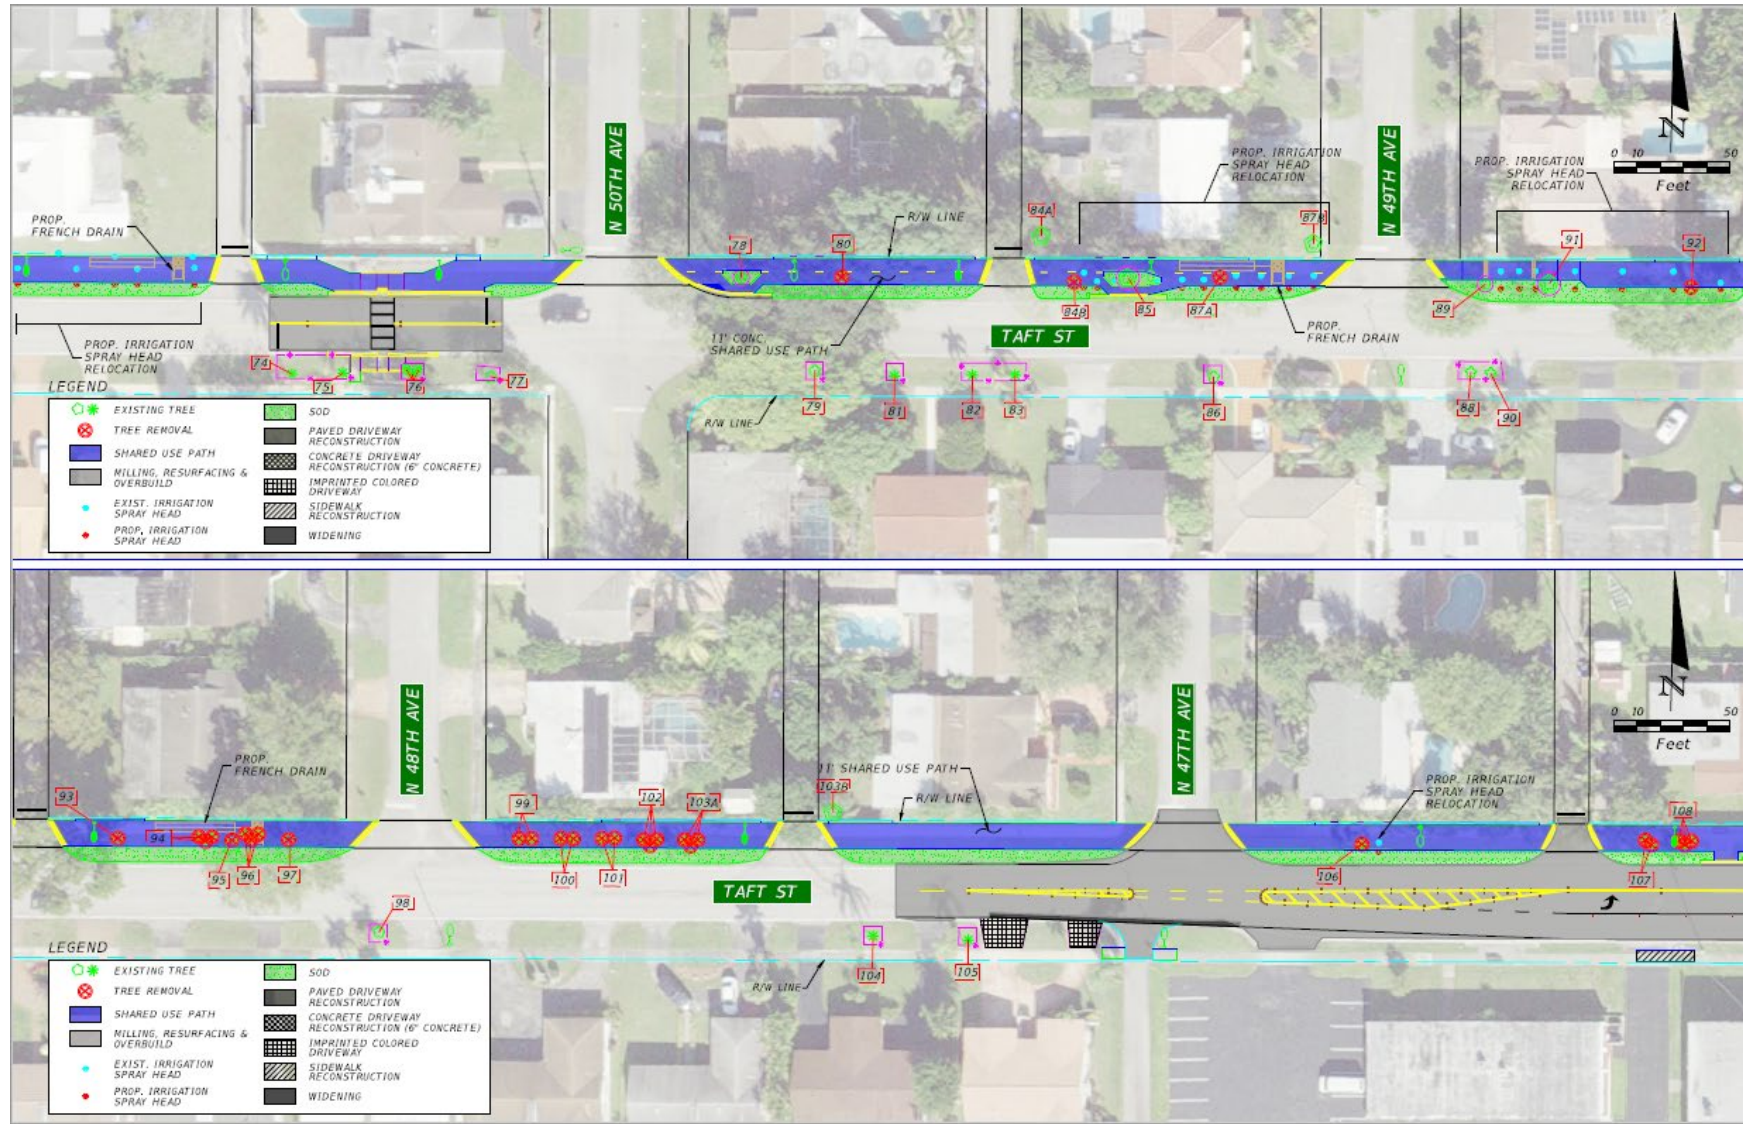 N 50TH AVE
N 49TH AVE
PROP. IRRIGATION
SPRAY HEAD
RELOCATION
PROP. IRRIGATION
SPRAY HEAD
RELOCATION
N
0 10 50
Feet
PROP.
FRENCH DRAIN
R/W LINE
84A
87B
78
80
91
92
84B
85
87A
89
11' CONC.
SHARED USE PATH
TAFT ST
PROP.
FRENCH DRAIN
PROP. IRRIGATION
SPRAY HEAD
RELOCATION
74
75
76
77
79
81
82
83
86
88
90
R/W LINE
LEGEND
EXISTING TREE
TREE REMOVAL
SHARED USE PATH
MILLING, RESURFACING &
OVERBUILD
EXIST. IRRIGATION
SPRAY HEAD
PROP. IRRIGATION
SPRAY HEAD
SOD
PAVED DRIVEWAY
RECONSTRUCTION
CONCRETE DRIVEWAY
RECONSTRUCTION (6" CONCRETE)
IMPRINTED COLORED
DRIVEWAY
SIDEWALK
RECONSTRUCTION
WIDENING
N 48TH AVE
N 47TH AVE
N
0 10 50
Feet
PROP.
FRENCH DRAIN
11' SHARED USE PATH
R/W LINE
PROP. IRRIGATION
SPRAY HEAD
RELOCATION
93
94
95
96
97
99
100
101
102
103A
103B
106
107
108
TAFT ST
98
104
105
R/W LINE
LEGEND
EXISTING TREE
TREE REMOVAL
SHARED USE PATH
MILLING, RESURFACING &
OVERBUILD
EXIST. IRRIGATION
SPRAY HEAD
PROP. IRRIGATION
SPRAY HEAD
SOD
PAVED DRIVEWAY
RECONSTRUCTION
CONCRETE DRIVEWAY
RECONSTRUCTION (6" CONCRETE)
IMPRINTED COLORED
DRIVEWAY
SIDEWALK
RECONSTRUCTION
WIDENING